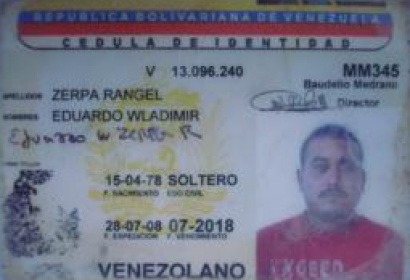 REPUBLICA BOLIVARIANA DE VENEZUELA
CEDULA DE IDENTIDAD
V 13.096.240 MM345
Baudelio Medrano
Director
APELLIDOS ZERPA RANGEL
NOMBRES EDUARDO WLADIMIR
Eduardo W Zerpa R
15-04-78 SOLTERO
F. NACIMIENTO EDO CIVIL
28-07-08 07-2018
F. EXPEDICION F. VENCIMIENTO
VENEZOLANO